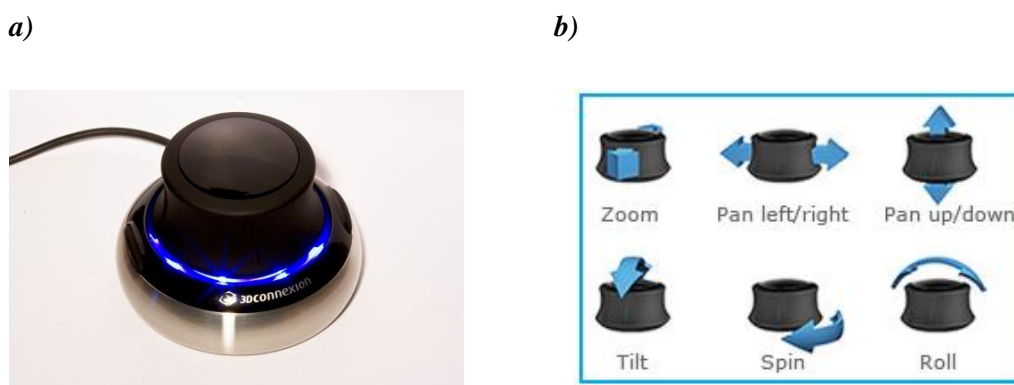 a)
b)
3Dconnexion
Zoom
Pan left/right
Pan up/down
Tilt
Spin
Roll